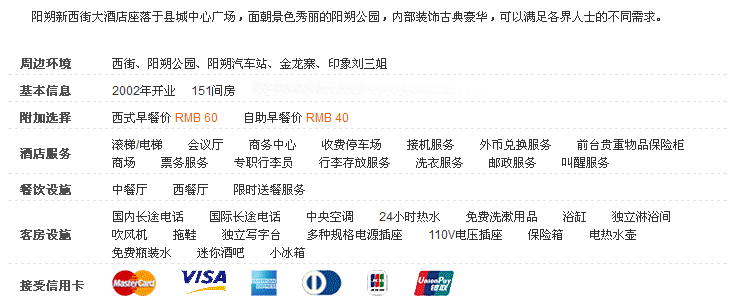 阳朔新西街大酒店座落于县城中心广场，面朝景色秀丽的阳朔公园，内部装饰古典豪华，可以满足各界人士的不同需求。
周边环境 西街、阳朔公园、阳朔汽车站、金龙寨、印象刘三姐
基本信息 2002年开业 151间房
附加选择 西式早餐价 RMB 60 自助早餐价 RMB 40
酒店服务 滚梯/电梯 会议厅 商务中心 收费停车场 接机服务 外币兑换服务 前台贵重物品保险柜
商场 票务服务 专职行李员 行李存放服务 洗衣服务 邮政服务 叫醒服务
餐饮设施 中餐厅 西餐厅 限时送餐服务
客房设施 国内长途电话 国际长途电话 中央空调 24小时热水 免费洗漱用品 浴缸 独立淋浴间
吹风机 拖鞋 独立写字台 多种规格电源插座 110V电压插座 保险箱 电热水壶
免费瓶装水 迷你酒吧 小冰箱
接受信用卡 MasterCard VISA AMERICAN EXPRESS JCB UnionPay 银联